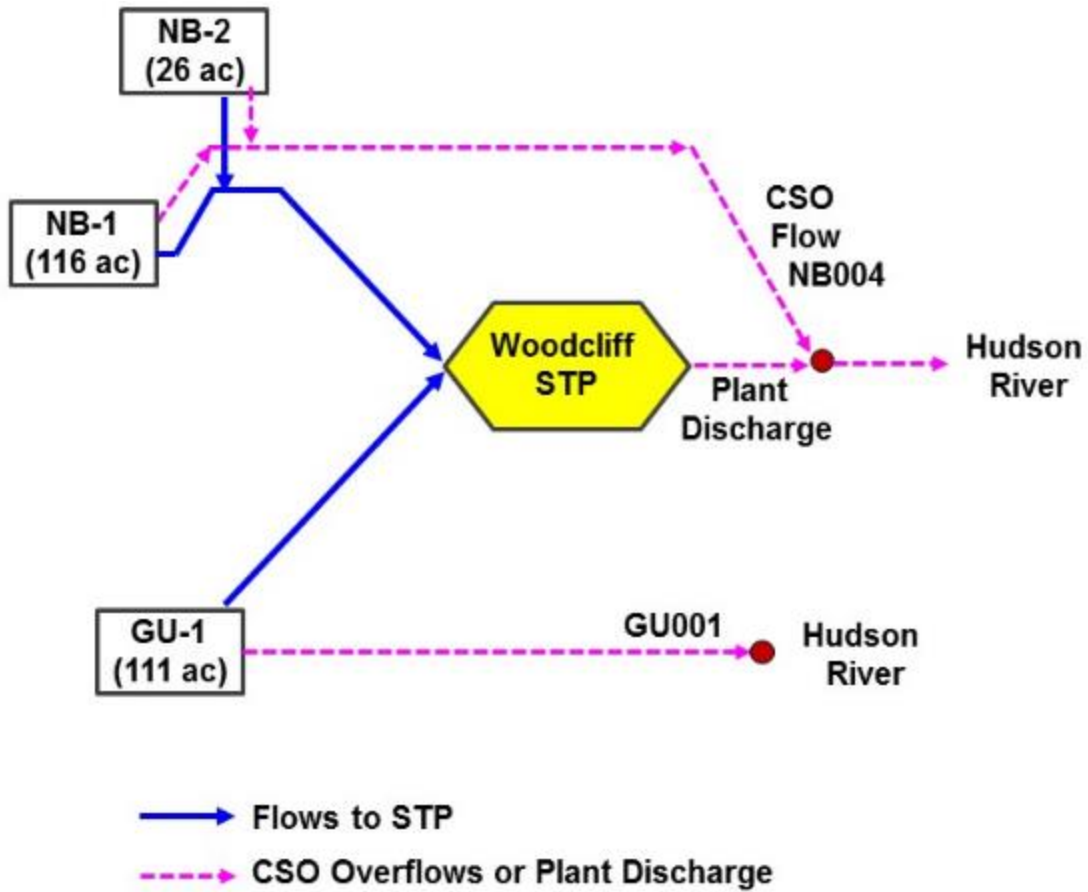 NB-2
(26 ac)
NB-1
(116 ac)
CSO
Flow
NB004
Woodcliff
STP
Plant
Discharge
Hudson
River
GU-1
(111 ac)
GU001
Hudson
River
Flows to STP
CSO Overflows or Plant Discharge